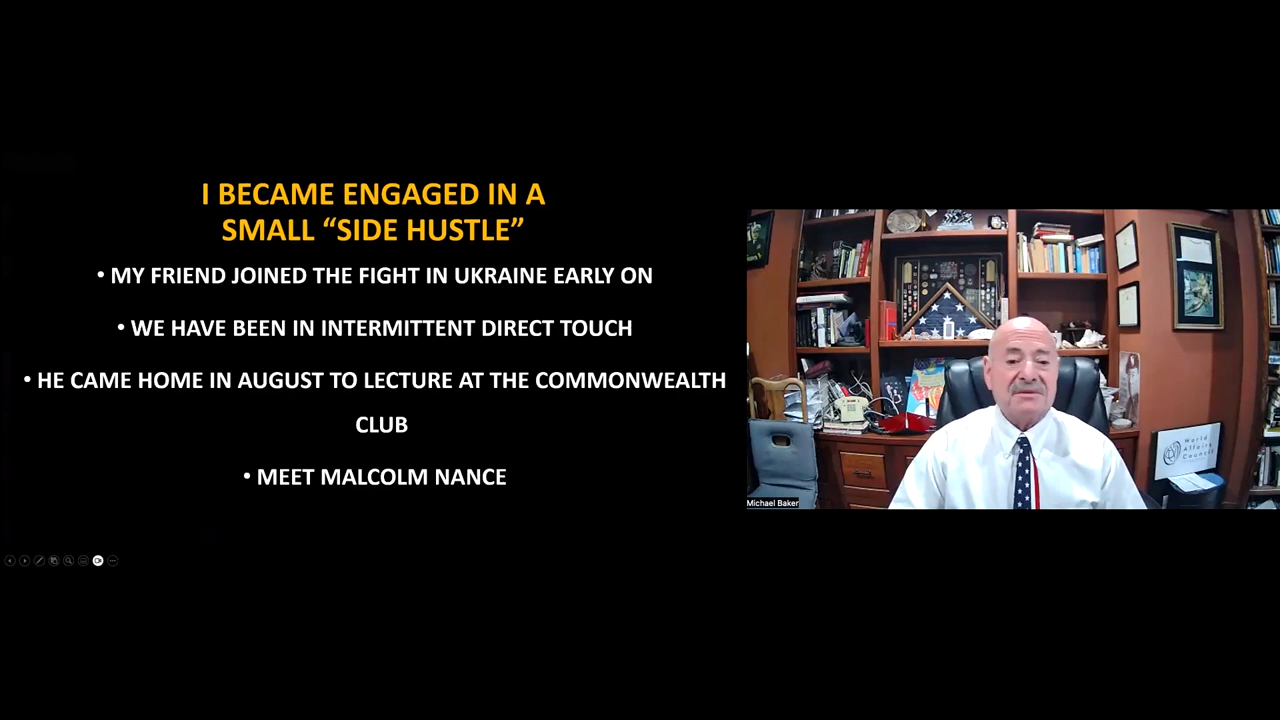 I BECAME ENGAGED IN A
SMALL “SIDE HUSTLE”
• MY FRIEND JOINED THE FIGHT IN UKRAINE EARLY ON
• WE HAVE BEEN IN INTERMITTENT DIRECT TOUCH
• HE CAME HOME IN AUGUST TO LECTURE AT THE COMMONWEALTH
CLUB
• MEET MALCOLM NANCE
World
Affairs
Council
Michael Baker